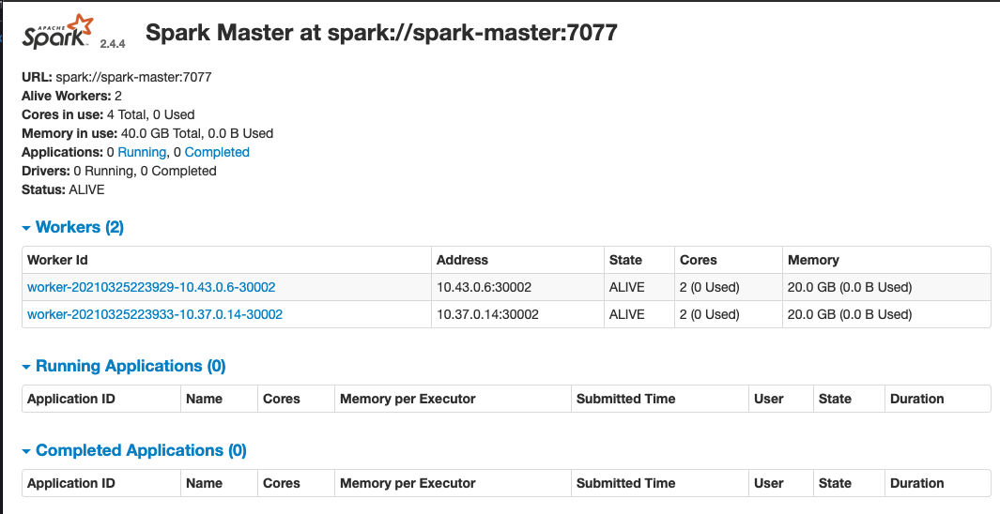 APACHE Spark 2.4.4 Spark Master at spark://spark-master:7077
URL: spark://spark-master:7077
Alive Workers: 2
Cores in use: 4 Total, 0 Used
Memory in use: 40.0 GB Total, 0.0 B Used
Applications: 0 Running, 0 Completed
Drivers: 0 Running, 0 Completed
Status: ALIVE
Workers (2)
Worker Id Address State Cores Memory
worker-20210325223929-10.43.0.6-30002 10.43.0.6:30002 ALIVE 2 (0 Used) 20.0 GB (0.0 B Used)
worker-20210325223933-10.37.0.14-30002 10.37.0.14:30002 ALIVE 2 (0 Used) 20.0 GB (0.0 B Used)
Running Applications (0)
Application ID Name Cores Memory per Executor Submitted Time User State Duration
Completed Applications (0)
Application ID Name Cores Memory per Executor Submitted Time User State Duration